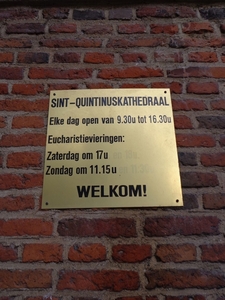 SINT-QUINTINUSKATHEDRAAL
Elke dag open van 9.30u tot 16.30u
Eucharistievieringen:
Zaterdag om 17u
Zondag om 11.15u
WELKOM!